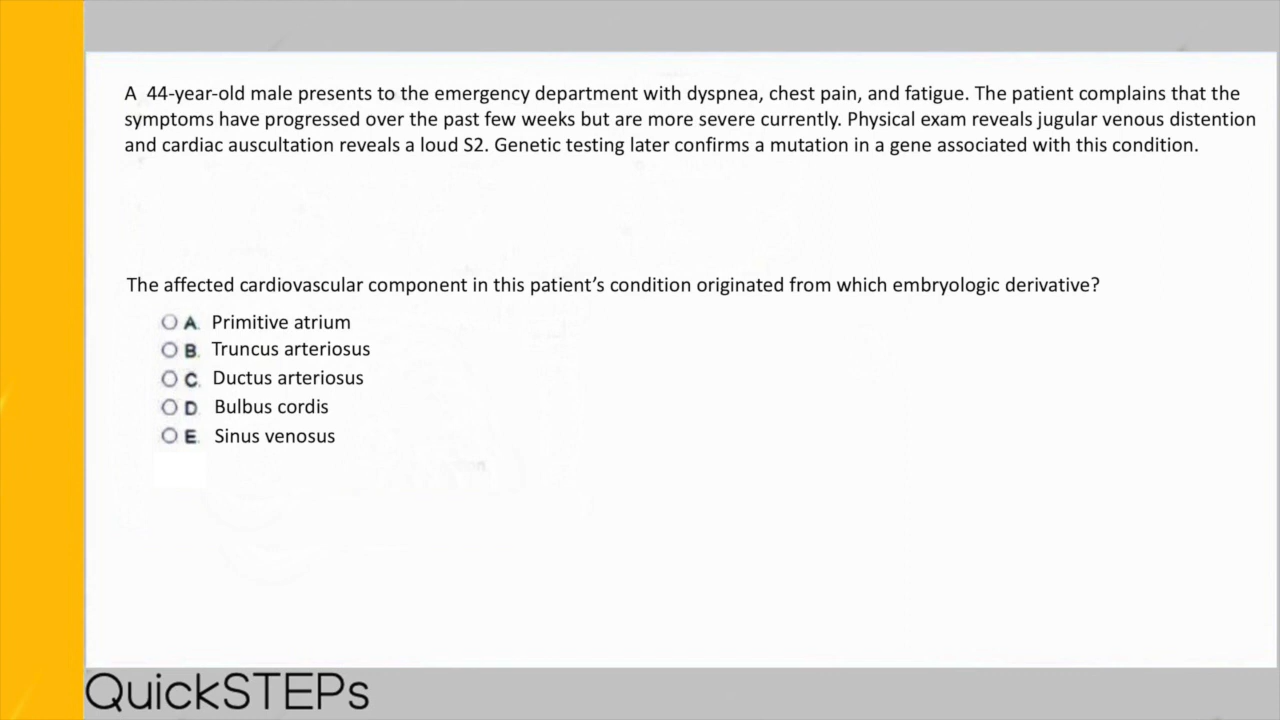 A 44-year-old male presents to the emergency department with dyspnea, chest pain, and fatigue. The patient complains that the
symptoms have progressed over the past few weeks but are more severe currently. Physical exam reveals jugular venous distention
and cardiac auscultation reveals a loud S2. Genetic testing later confirms a mutation in a gene associated with this condition.
The affected cardiovascular component in this patient's condition originated from which embryologic derivative?
A. Primitive atrium
B. Truncus arteriosus
C. Ductus arteriosus
D. Bulbus cordis
E. Sinus venosus
QuickSTEPs